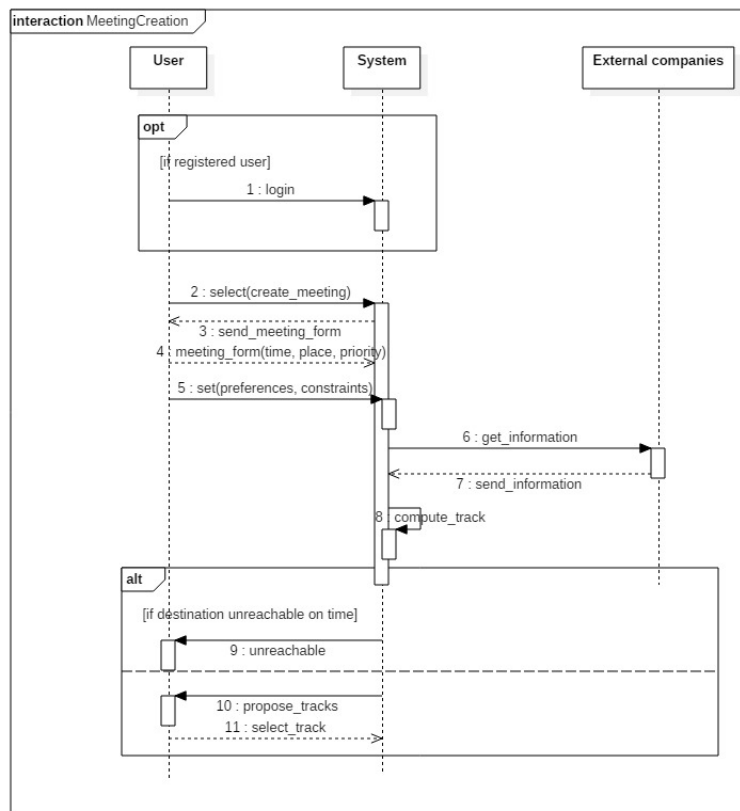 interaction MeetingCreation
User
System
External companies
opt
[if registered user]
1 : login
2 : select(create_meeting)
3 : send_meeting_form
4 : meeting_form(time, place, priority)
5 : set(preferences, constraints)
6 : get_information
7 : send_information
8 : compute_track
alt
[if destination unreachable on time]
9 : unreachable
10 : propose_tracks
11 : select_track